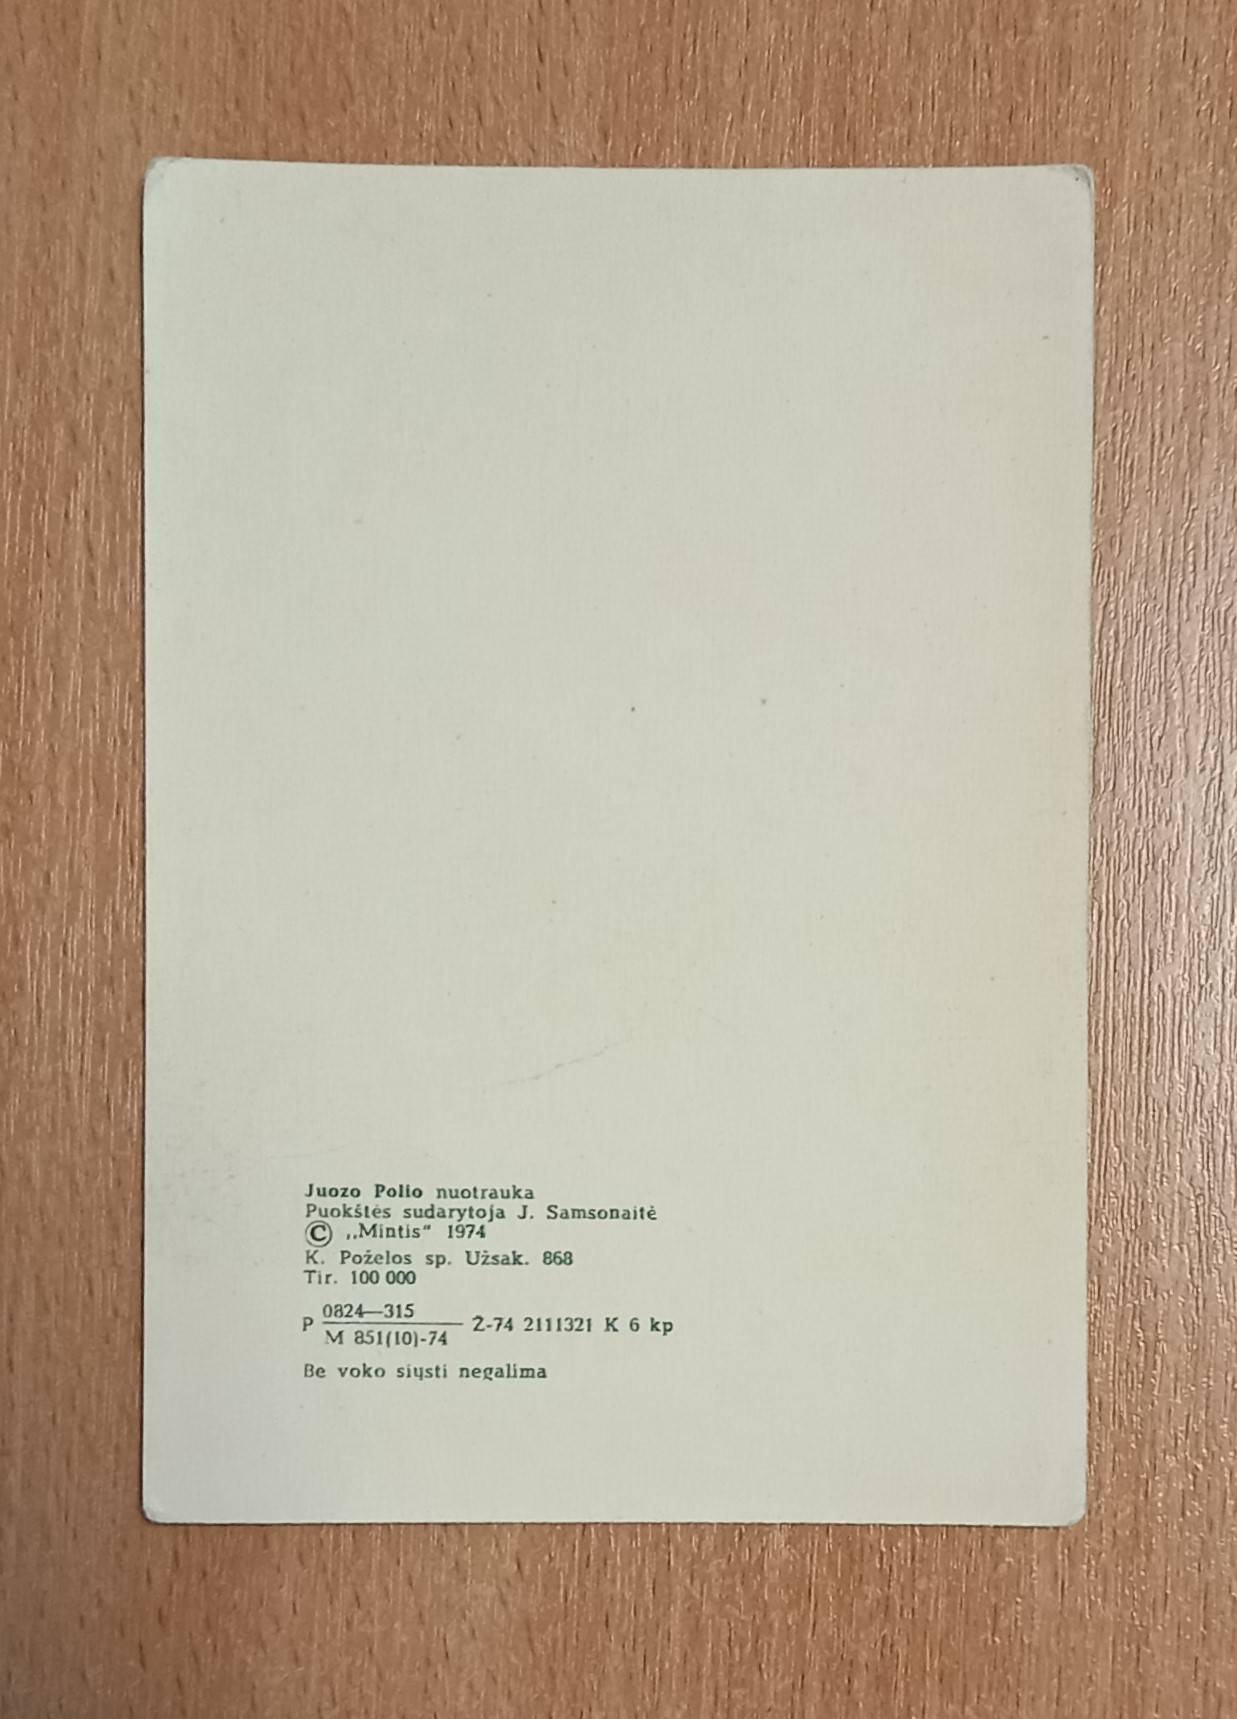 Juozo Polio nuotrauka
Puokštės sudarytoja J. Samsonaitė
© „Mintis“ 1974
K. Poželos sp. Užsak. 868
Tir. 100 000
P 0824—315
M 851(10)-74 Ž-74 2111321 K 6 kp
Be voko siųsti negalima